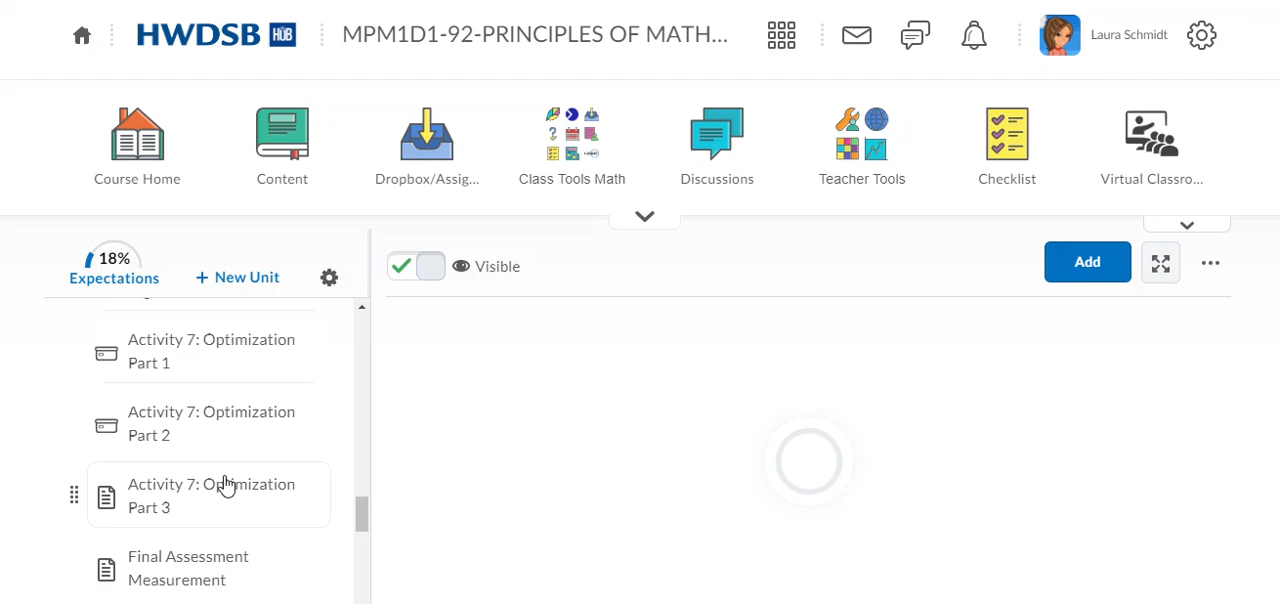 HWDSB HUB
MPM1D1-92-PRINCIPLES OF MATH...
Laura Schmidt
Course Home
Content
Dropbox/Assig...
Class Tools Math
Discussions
Teacher Tools
Checklist
Virtual Classro...
18%
Expectations
+ New Unit
Visible
Add
Activity 7: Optimization
Part 1
Activity 7: Optimization
Part 2
Activity 7: Optimization
Part 3
Final Assessment
Measurement